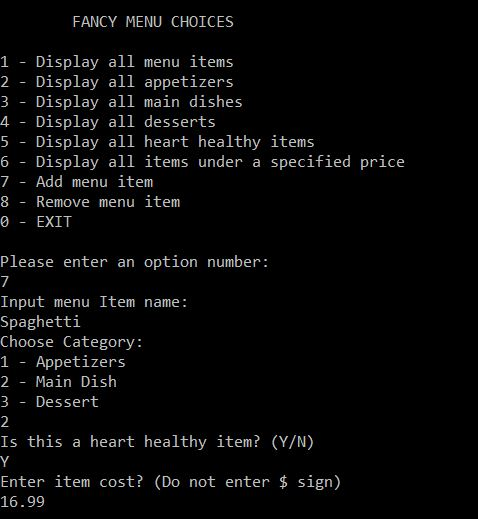 FANCY MENU CHOICES
1 - Display all menu items
2 - Display all appetizers
3 - Display all main dishes
4 - Display all desserts
5 - Display all heart healthy items
6 - Display all items under a specified price
7 - Add menu item
8 - Remove menu item
0 - EXIT
Please enter an option number:
7
Input menu Item name:
Spaghetti
Choose Category:
1 - Appetizers
2 - Main Dish
3 - Dessert
2
Is this a heart healthy item? (Y/N)
Y
Enter item cost? (Do not enter $ sign)
16.99